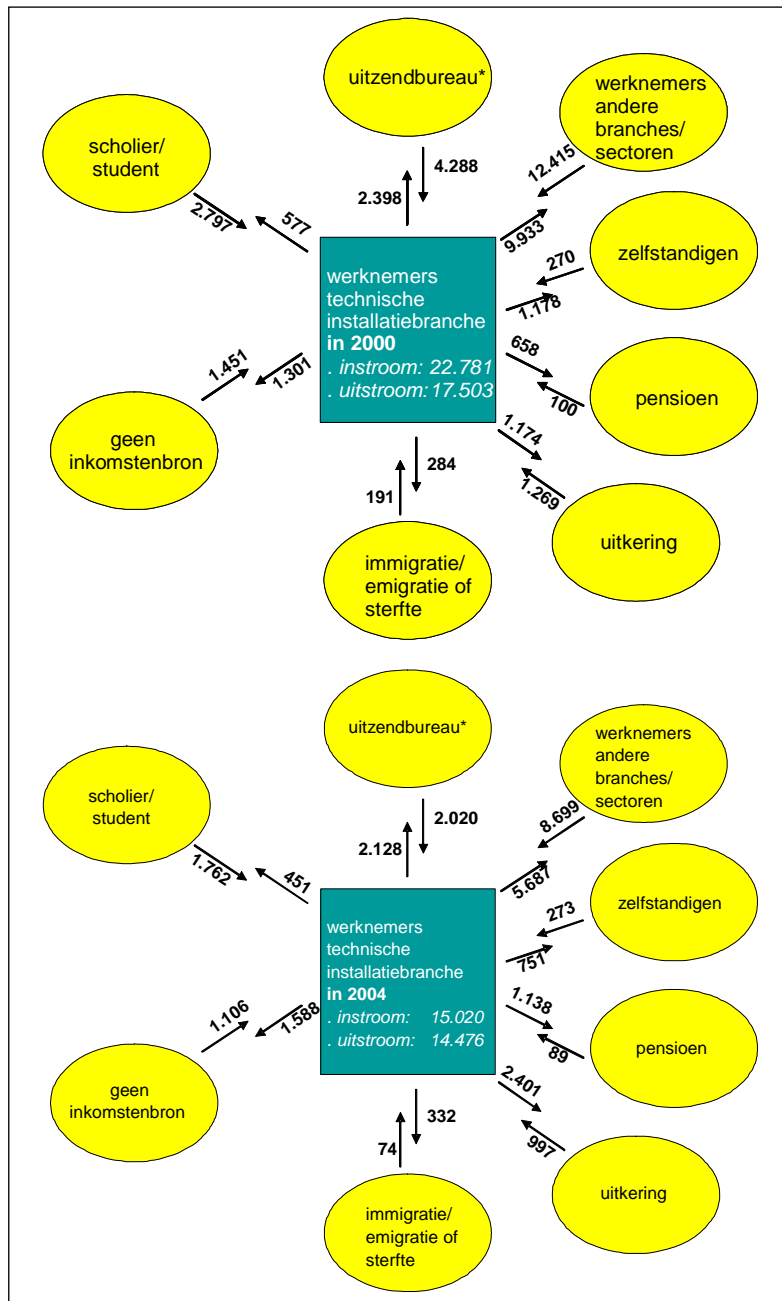 uitzendbureau*
werknemers
andere
branches/
sectoren
scholier/
student
4.288
2.398
12.415
9.933
2.797
577
zelfstandigen
270
1.178
werknemers
technische
installatiebranche
in 2000
. instroom: 22.781
. uitstroom: 17.503
1.451
1.301
658
100
pensioen
geen
inkomstenbron
1.174
1.269
284
191
uitkering
immigratie/
emigratie of
sterfte
uitzendbureau*
werknemers
andere
branches/
sectoren
scholier/
student
2.020
2.128
8.699
5.687
1.762
451
zelfstandigen
273
751
werknemers
technische
installatiebranche
in 2004
. instroom: 15.020
. uitstroom: 14.476
1.106
1.588
1.138
89
pensioen
geen
inkomstenbron
2.401
997
332
74
uitkering
immigratie/
emigratie of
sterfte